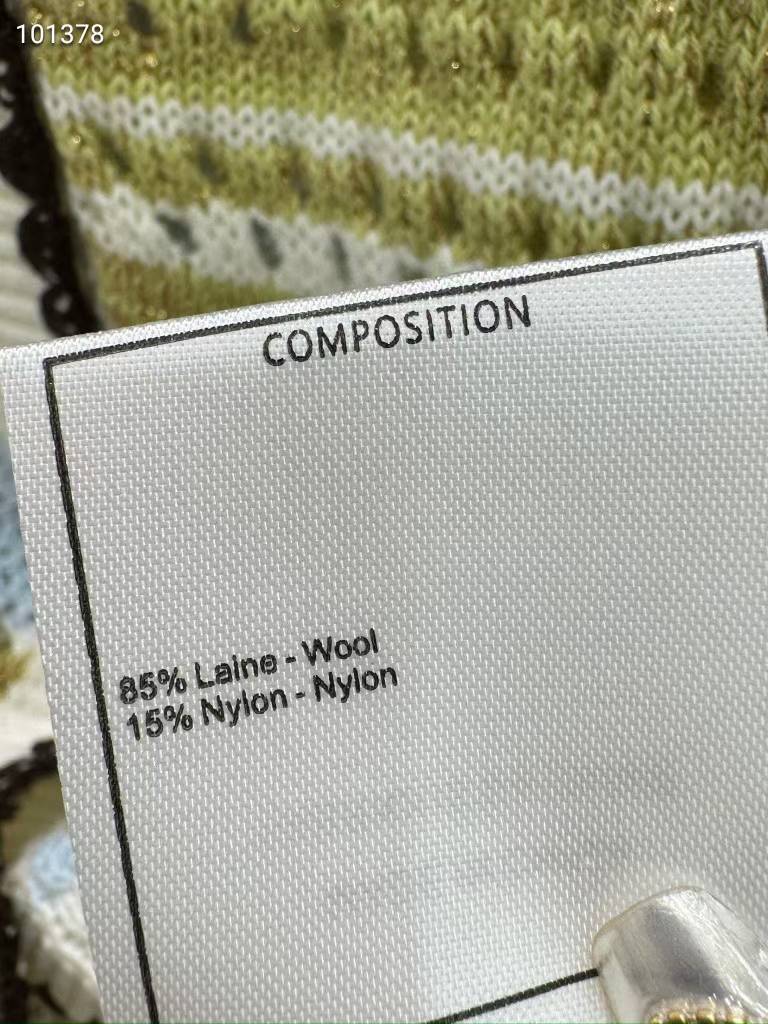 101378
COMPOSITION
85% Laine - Wool
15% Nylon - Nylon